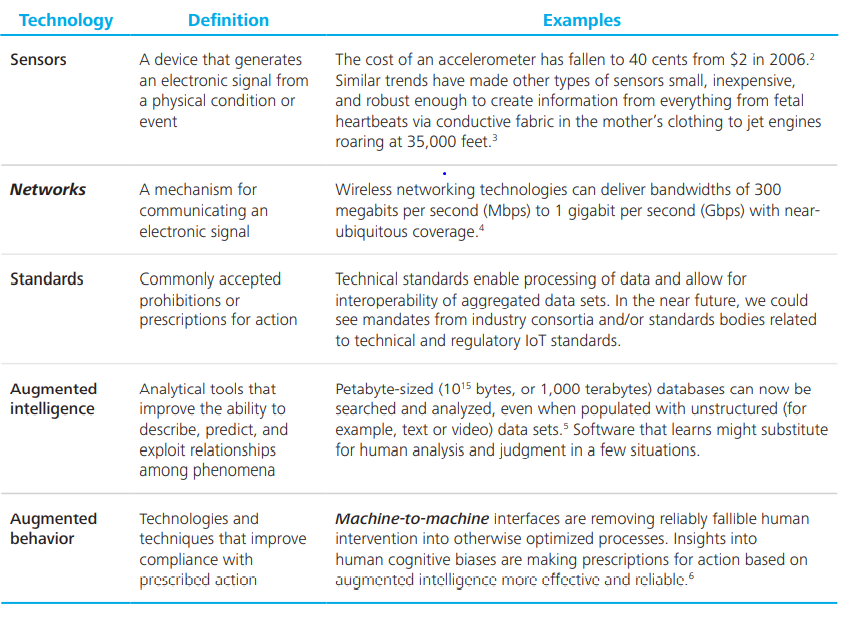 Technology Definition Examples
Sensors A device that generates The cost of an accelerometer has fallen to 40 cents from $2 in 2006.²
an electronic signal from Similar trends have made other types of sensors small, inexpensive,
a physical condition or and robust enough to create information from everything from fetal
event heartbeats via conductive fabric in the mother's clothing to jet engines
roaring at 35,000 feet.³
Networks A mechanism for Wireless networking technologies can deliver bandwidths of 300
communicating an megabits per second (Mbps) to 1 gigabit per second (Gbps) with near-
electronic signal ubiquitous coverage.⁴
Standards Commonly accepted Technical standards enable processing of data and allow for
prohibitions or interoperability of aggregated data sets. In the near future, we could
prescriptions for action see mandates from industry consortia and/or standards bodies related
to technical and regulatory IoT standards.
Augmented Analytical tools that Petabyte-sized (10¹⁵ bytes, or 1,000 terabytes) databases can now be
intelligence improve the ability to searched and analyzed, even when populated with unstructured (for
describe, predict, and example, text or video) data sets.⁵ Software that learns might substitute
exploit relationships for human analysis and judgment in a few situations.
among phenomena
Augmented Technologies and Machine-to-machine interfaces are removing reliably fallible human
behavior techniques that improve intervention into otherwise optimized processes. Insights into
compliance with human cognitive biases are making prescriptions for action based on
prescribed action augmented intelligence more effective and reliable.⁶